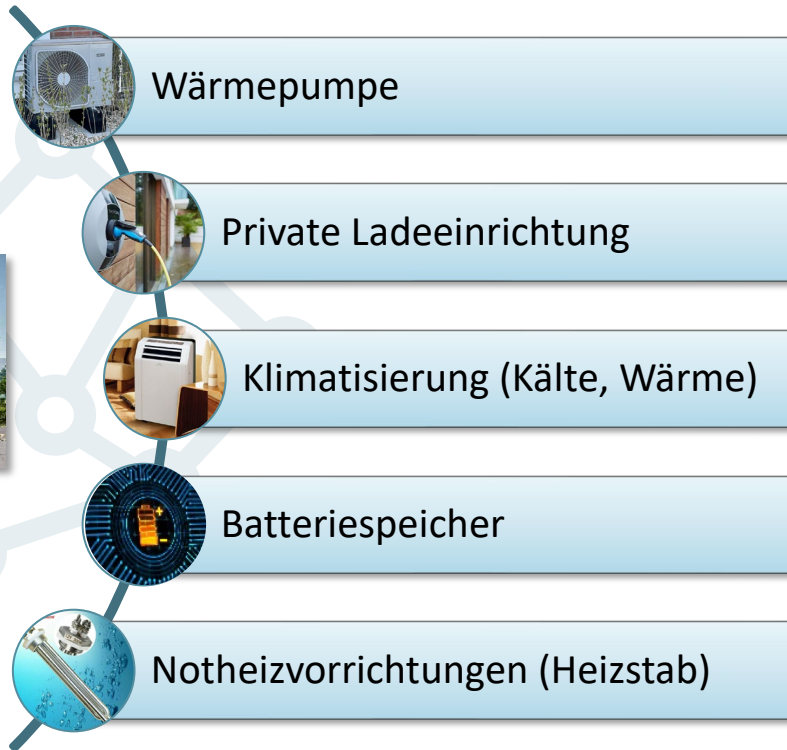 Wärmepumpe
Private Ladeeinrichtung
Klimatisierung (Kälte, Wärme)
Batteriespeicher
Notheizvorrichtungen (Heizstab)